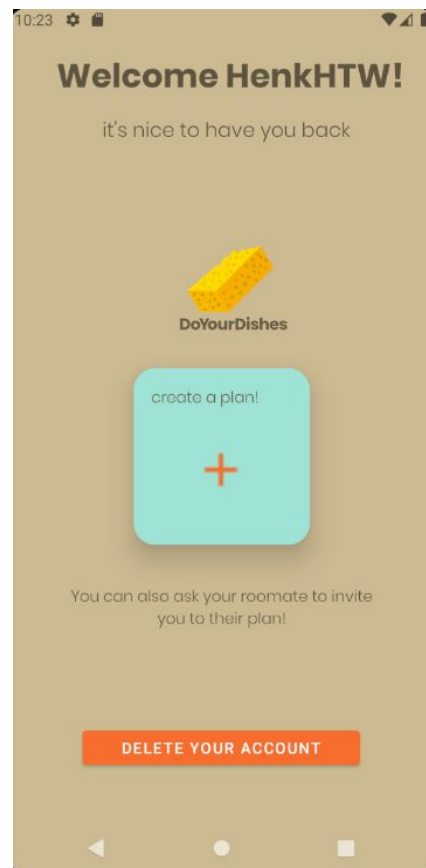 10:23
Welcome HenkHTW!
it's nice to have you back
DoYourDishes
create a plan!
You can also ask your roomate to invite
you to their plan!
DELETE YOUR ACCOUNT